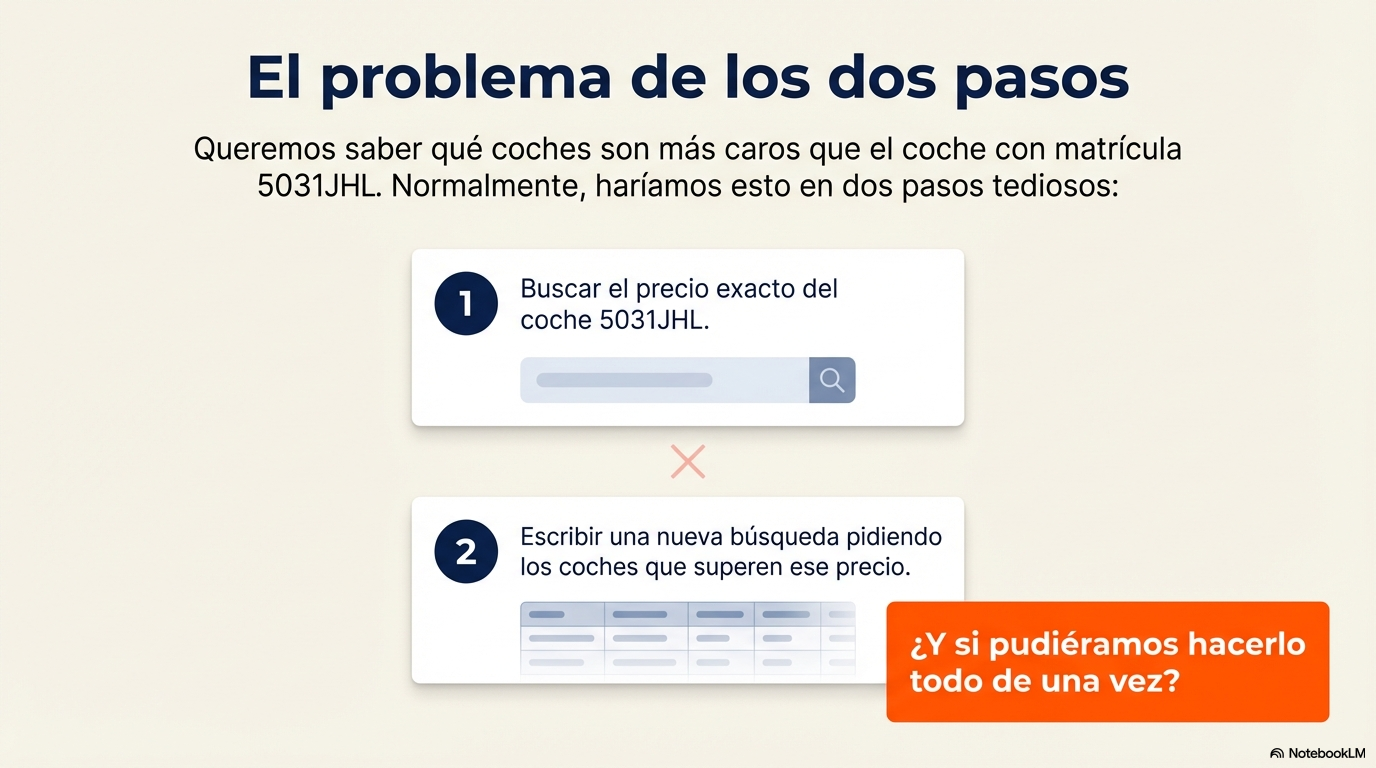 El problema de los dos pasos
Queremos saber qué coches son más caros que el coche con matrícula
5031JHL. Normalmente, haríamos esto en dos pasos tediosos:
1
Buscar el precio exacto del
coche 5031JHL.
2
Escribir una nueva búsqueda pidiendo
los coches que superen ese precio.
¿Y si pudiéramos hacerlo
todo de una vez?
NotebookLM